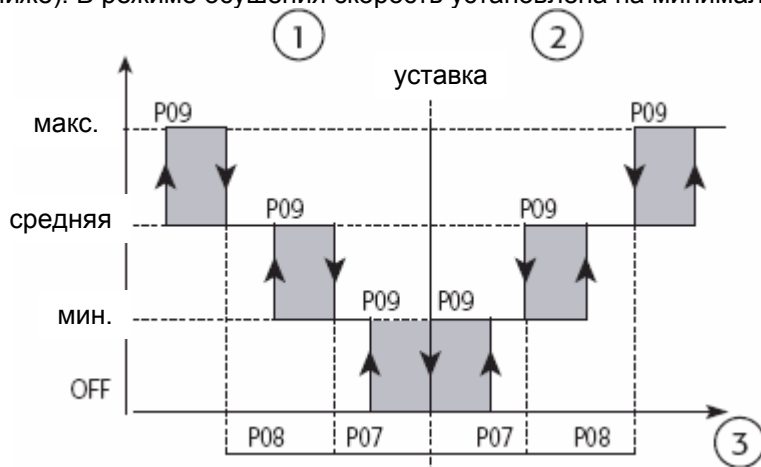 ниже). В режиме осушения скорость установлена на минимал
1 2
уставка
P09 P09
макс.
P09 P09
средняя
P09 P09
мин.
OFF
P08 P07 P07 P08
3